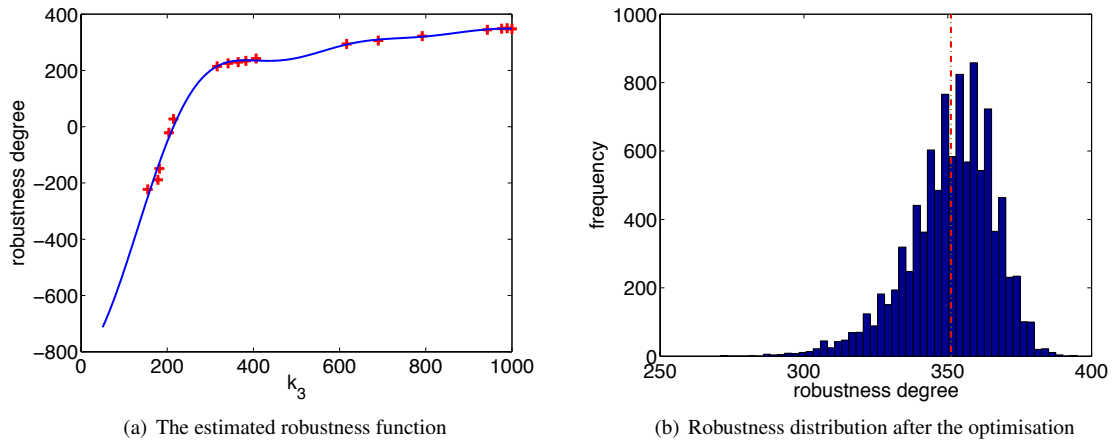 400
200
0
−200
−400
−600
−800
robustness degree
0 200 400 600 800 1000
k3
(a) The estimated robustness function
1000
800
600
400
200
0
frequency
250 300 350 400
robustness degree
(b) Robustness distribution after the optimisation